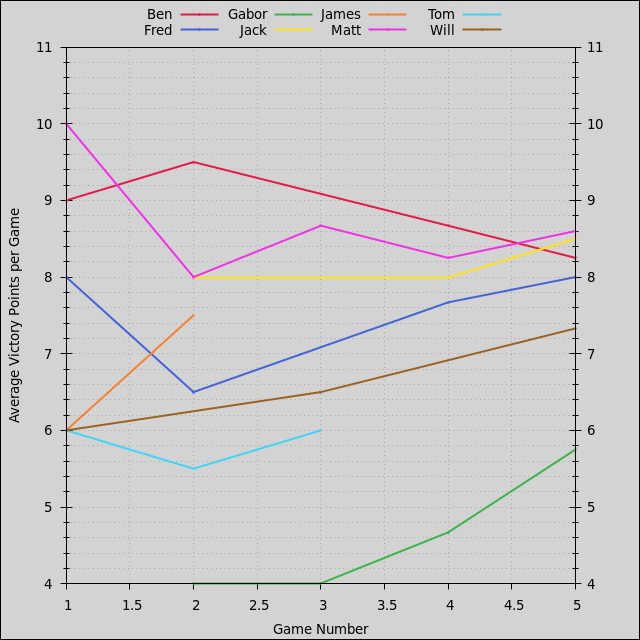 Ben Gabor James Tom
Fred Jack Matt Will
11 11
10 10
9 9
8 8
7 7
6 6
5 5
4 4
1 1.5 2 2.5 3 3.5 4 4.5 5
Average Victory Points per Game
Game Number